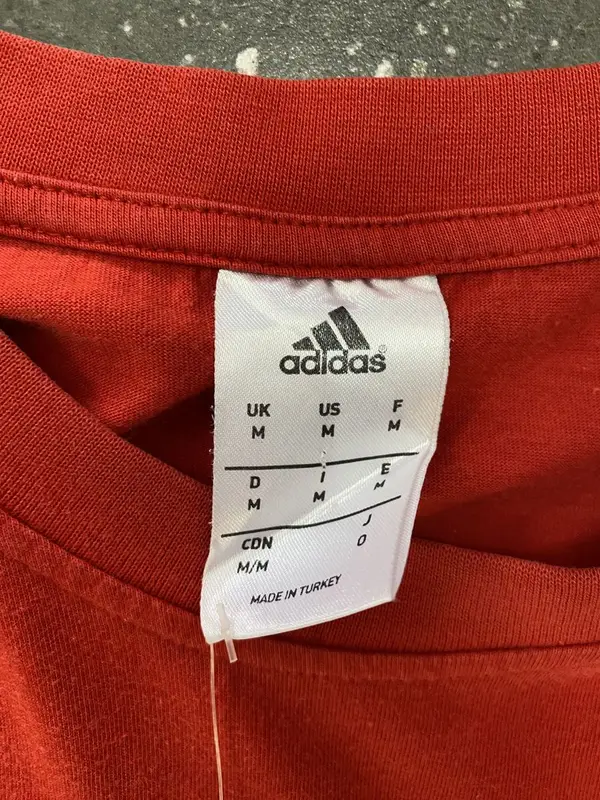 adidas®
UK US F
M M M
D I E
M M M
CDN J
M/M O
MADE IN TURKEY